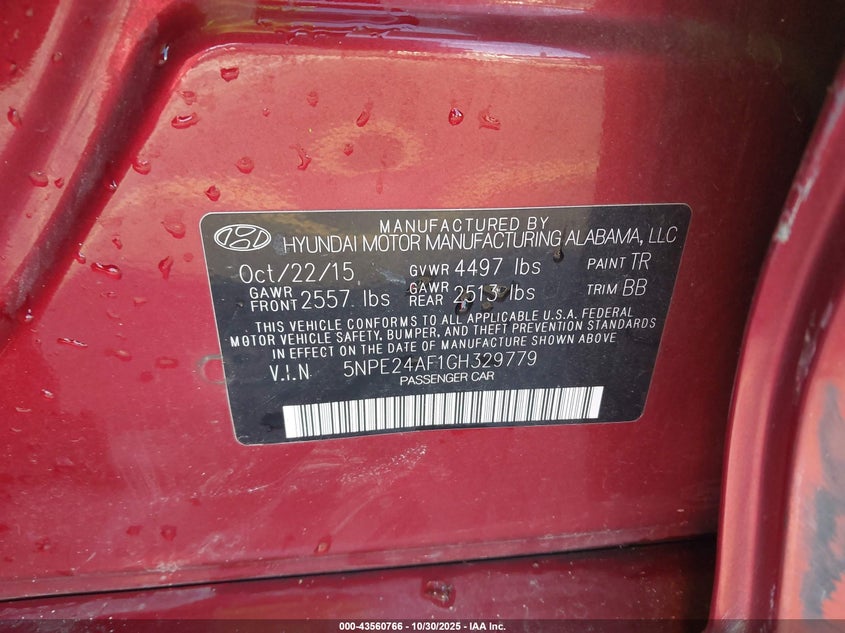 MANUFACTURED BY
HYUNDAI MOTOR MANUFACTURING ALABAMA, LLC
Oct/22/15 GVWR 4497 lbs PAINT TR
GAWR FRONT 2557 lbs GAWR REAR 2513 lbs TRIM BB
THIS VEHICLE CONFORMS TO ALL APPLICABLE U.S.A. FEDERAL
MOTOR VEHICLE SAFETY, BUMPER, AND THEFT PREVENTION STANDARDS
IN EFFECT ON THE DATE OF MANUFACTURE SHOWN ABOVE
V.I.N 5NPE24AF1GH329779
PASSENGER CAR
000-43560766 - 10/30/2025 - IAA Inc.